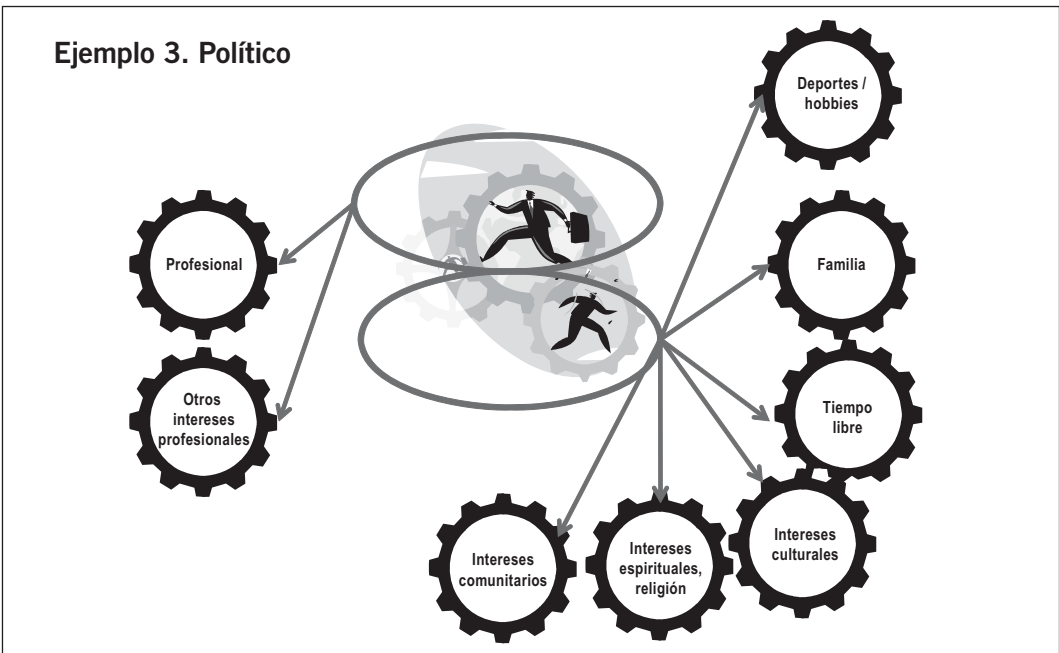 Ejemplo 3. Político
Deportes /
hobbies
Profesional
Familia
Otros
intereses
profesionales
Tiempo
libre
Intereses
culturales
Intereses
espirituales,
religión
Intereses
comunitarios